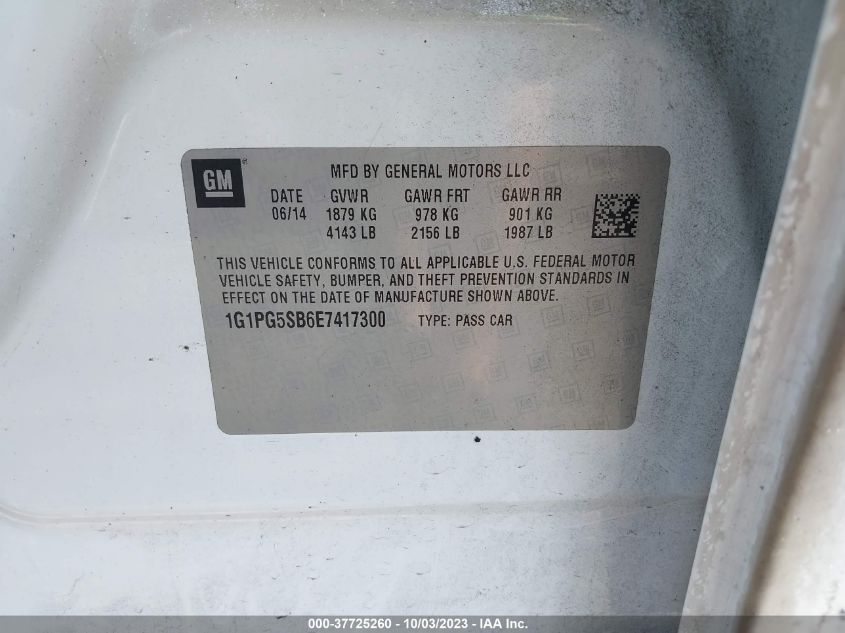 GM
MFD BY GENERAL MOTORS LLC
DATE GVWR GAWR FRT GAWR RR
06/14 1879 KG 978 KG 901 KG
4143 LB 2156 LB 1987 LB
THIS VEHICLE CONFORMS TO ALL APPLICABLE U.S. FEDERAL MOTOR
VEHICLE SAFETY, BUMPER, AND THEFT PREVENTION STANDARDS IN
EFFECT ON THE DATE OF MANUFACTURE SHOWN ABOVE.
1G1PG5SB6E7417300 TYPE: PASS CAR
000-37725260 - 10/03/2023 - IAA Inc.